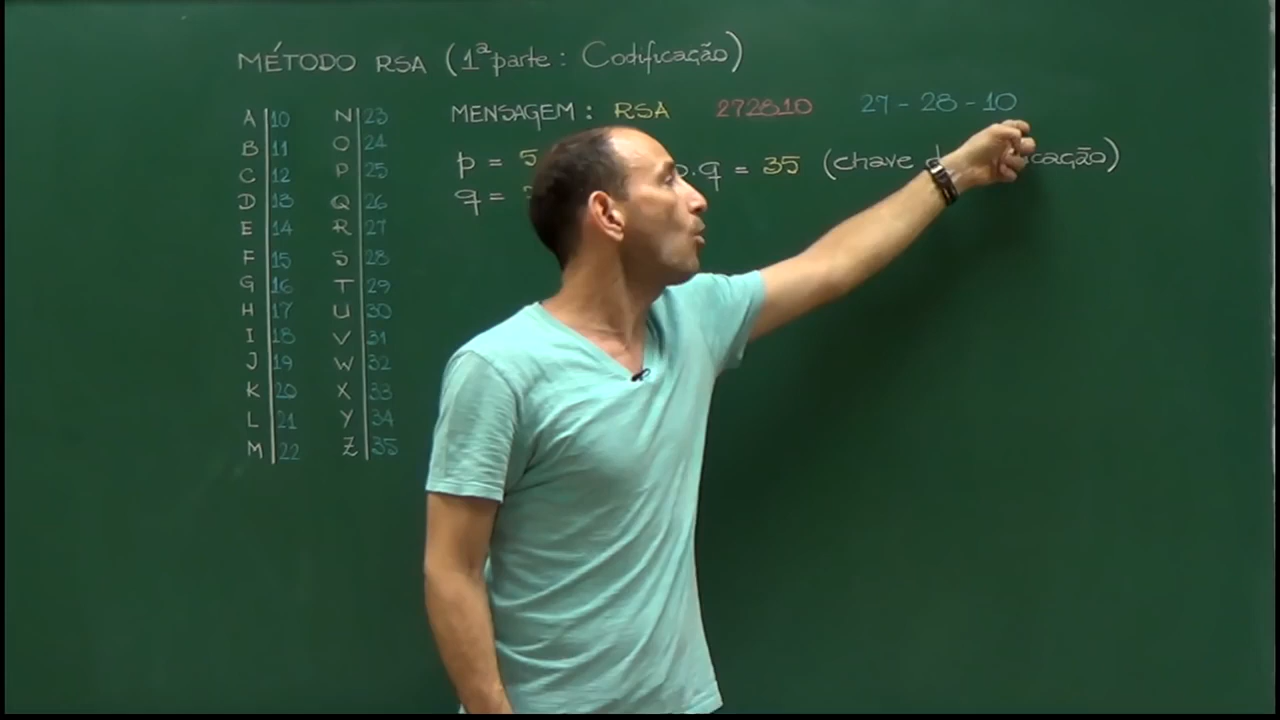 MÉTODO RSA (1ª parte: Codificação)
MENSAGEM: RSA 272810 27 - 28 - 10
p = 5 p.q = 35 (chave
q =
A 10 N 23
B 11 O 24
C 12 P 25
D 13 Q 26
E 14 R 27
F 15 S 28
G 16 T 29
H 17 U 30
I 18 V 31
J 19 W 32
K 20 X 33
L 21 Y 34
M 22 Z 35